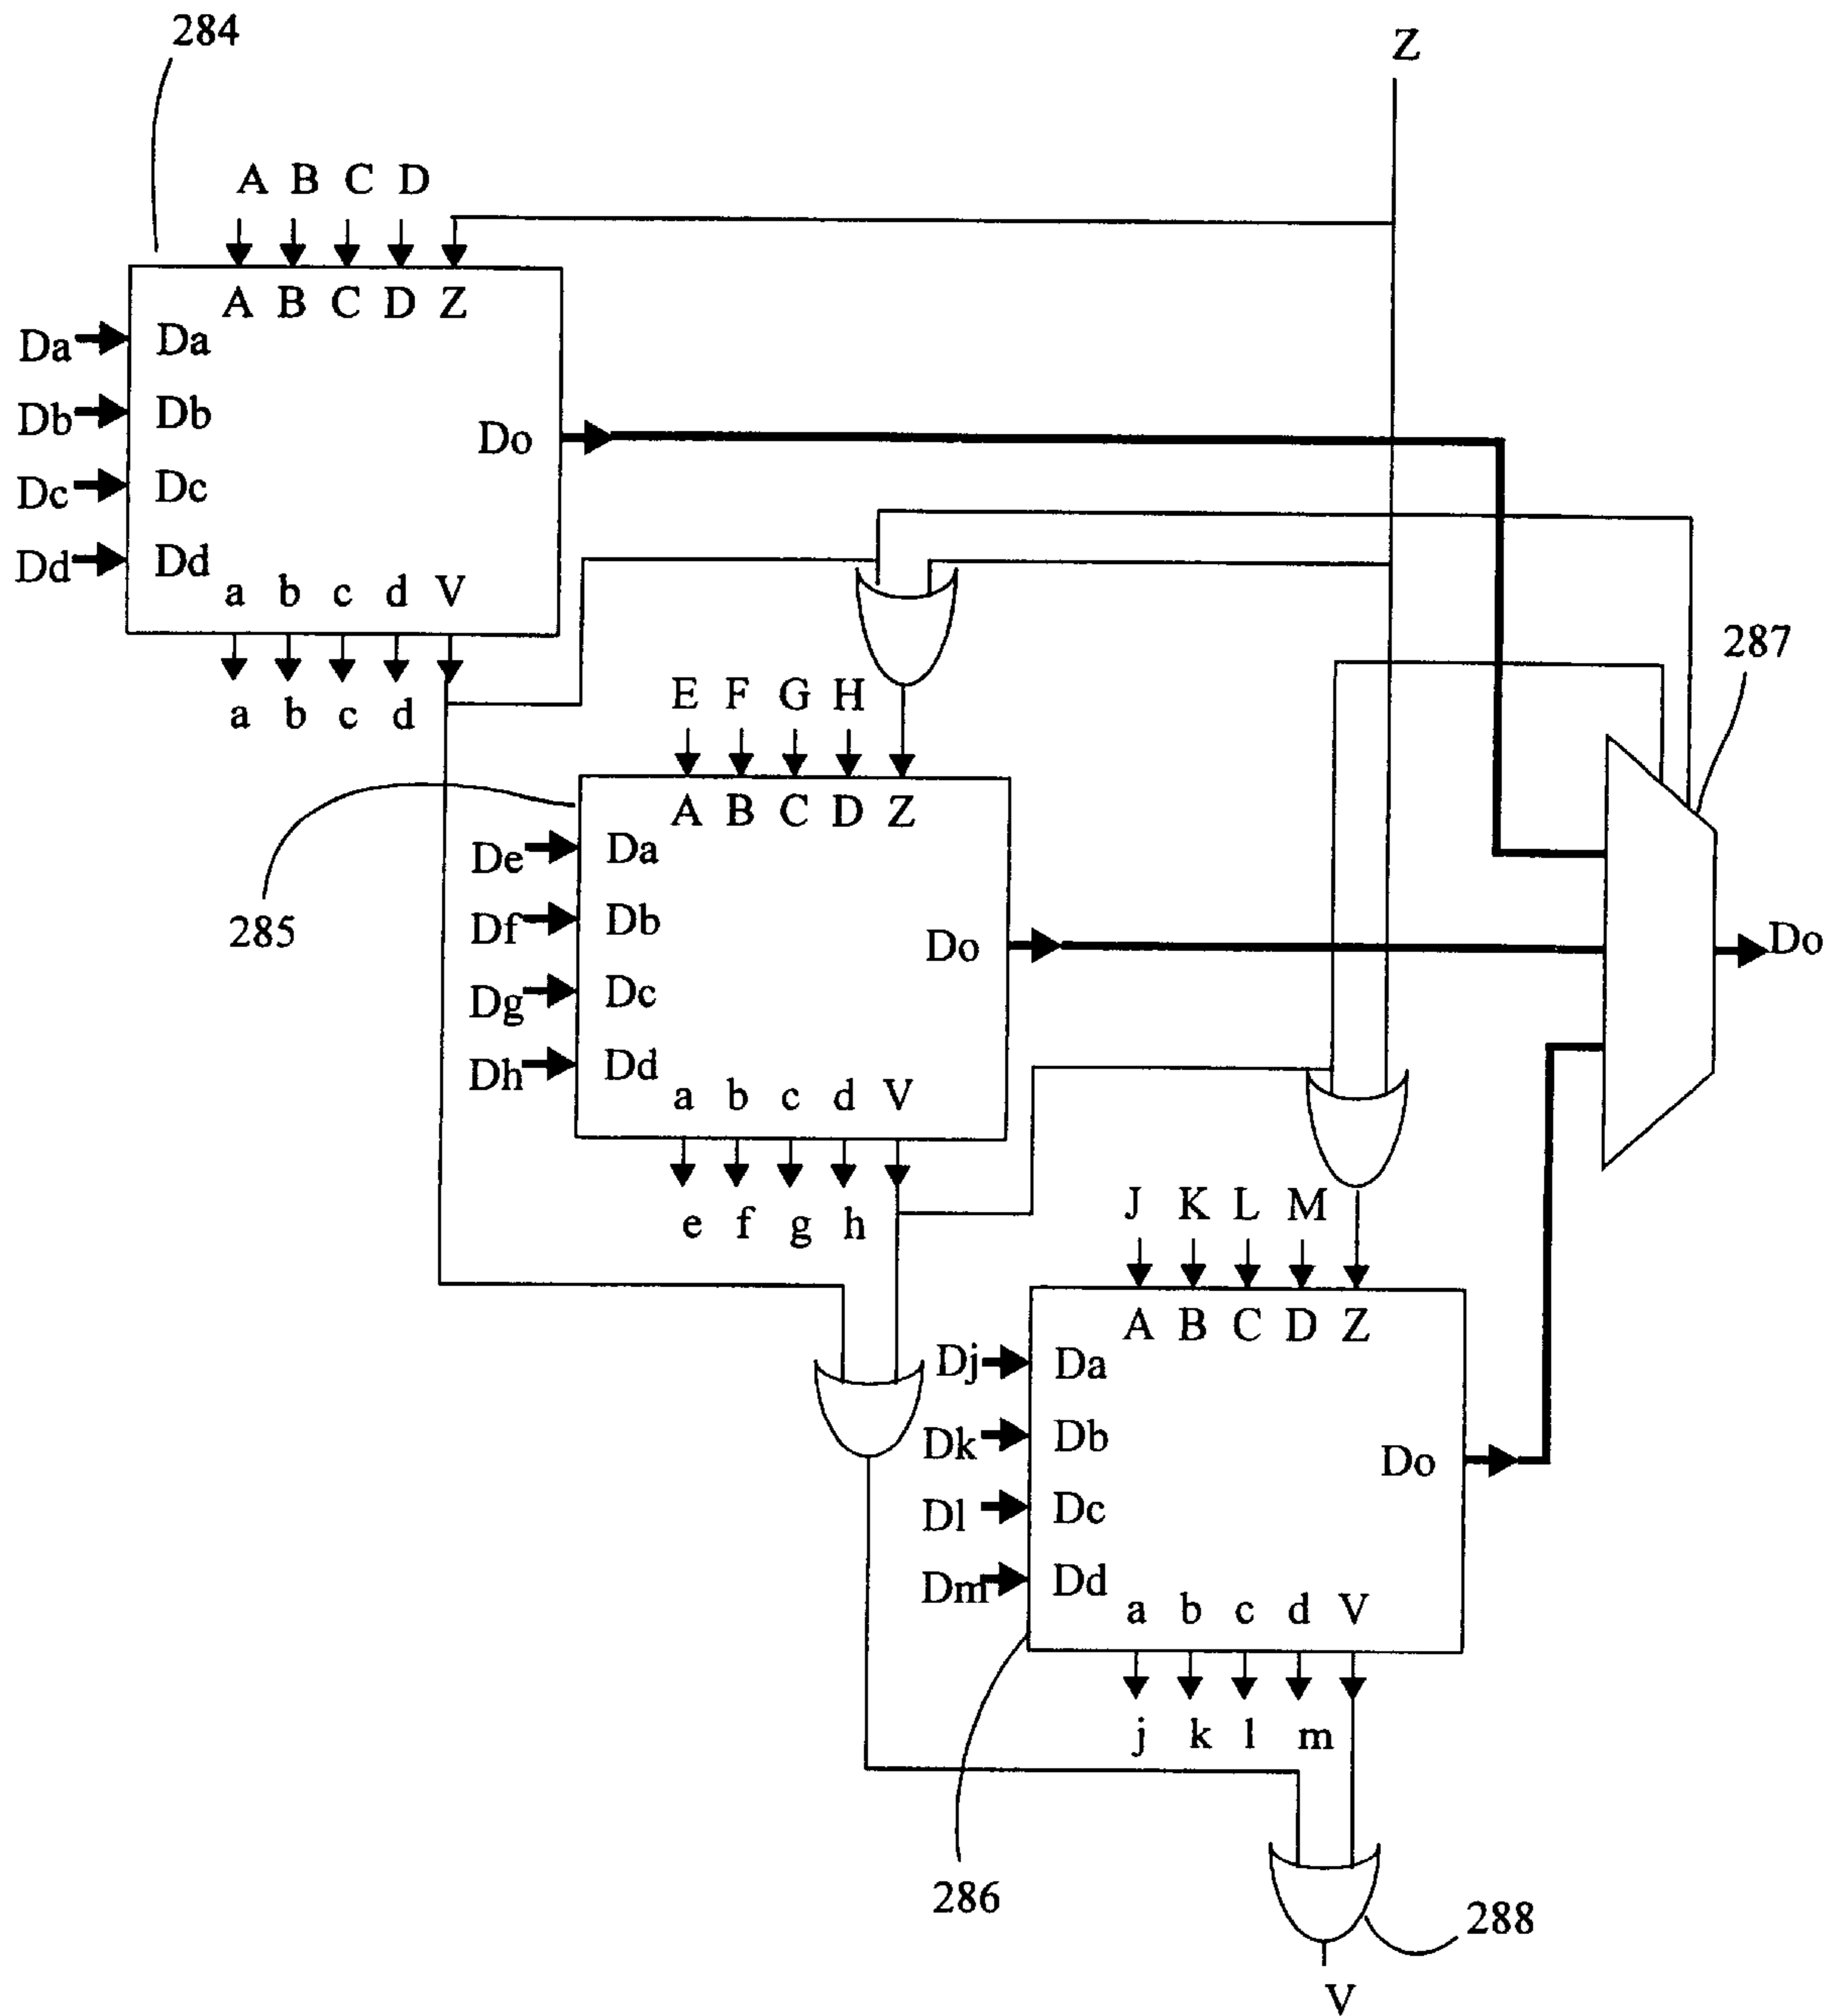 284
Z
A B C D
A B C D Z
Da Da
Db Db
Do
Dc Dc
Dd Dd
a b c d V
a b c d
287
E F G H
A B C D Z
De Da
285
Df Db
Do
Do
Dg Dc
Dh Dd
a b c d V
e f g h
J K L M
A B C D Z
Dj Da
Dk Db
Do
Dl Dc
Dm Dd
a b c d V
j k l m
286
288
V